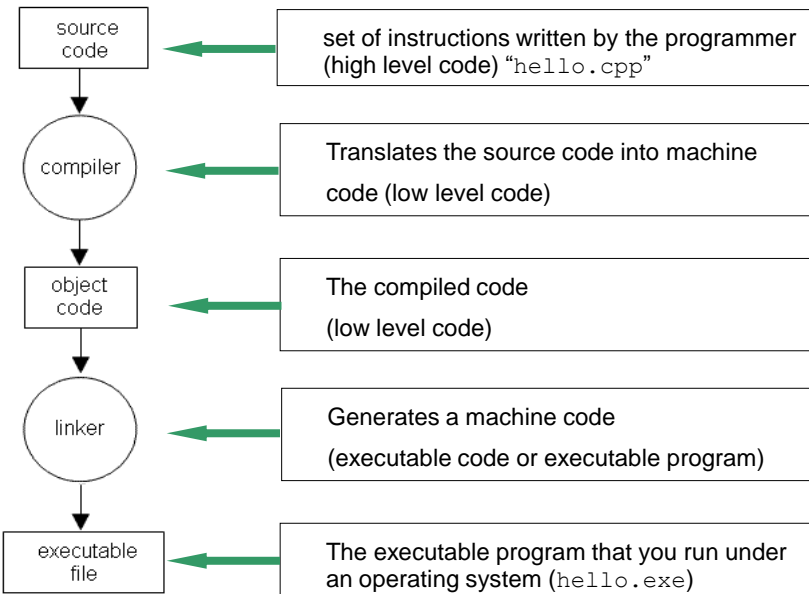 source
code
set of instructions written by the programmer
(high level code) “hello.cpp”
compiler
Translates the source code into machine
code (low level code)
object
code
The compiled code
(low level code)
linker
Generates a machine code
(executable code or executable program)
executable
file
The executable program that you run under
an operating system (hello.exe)